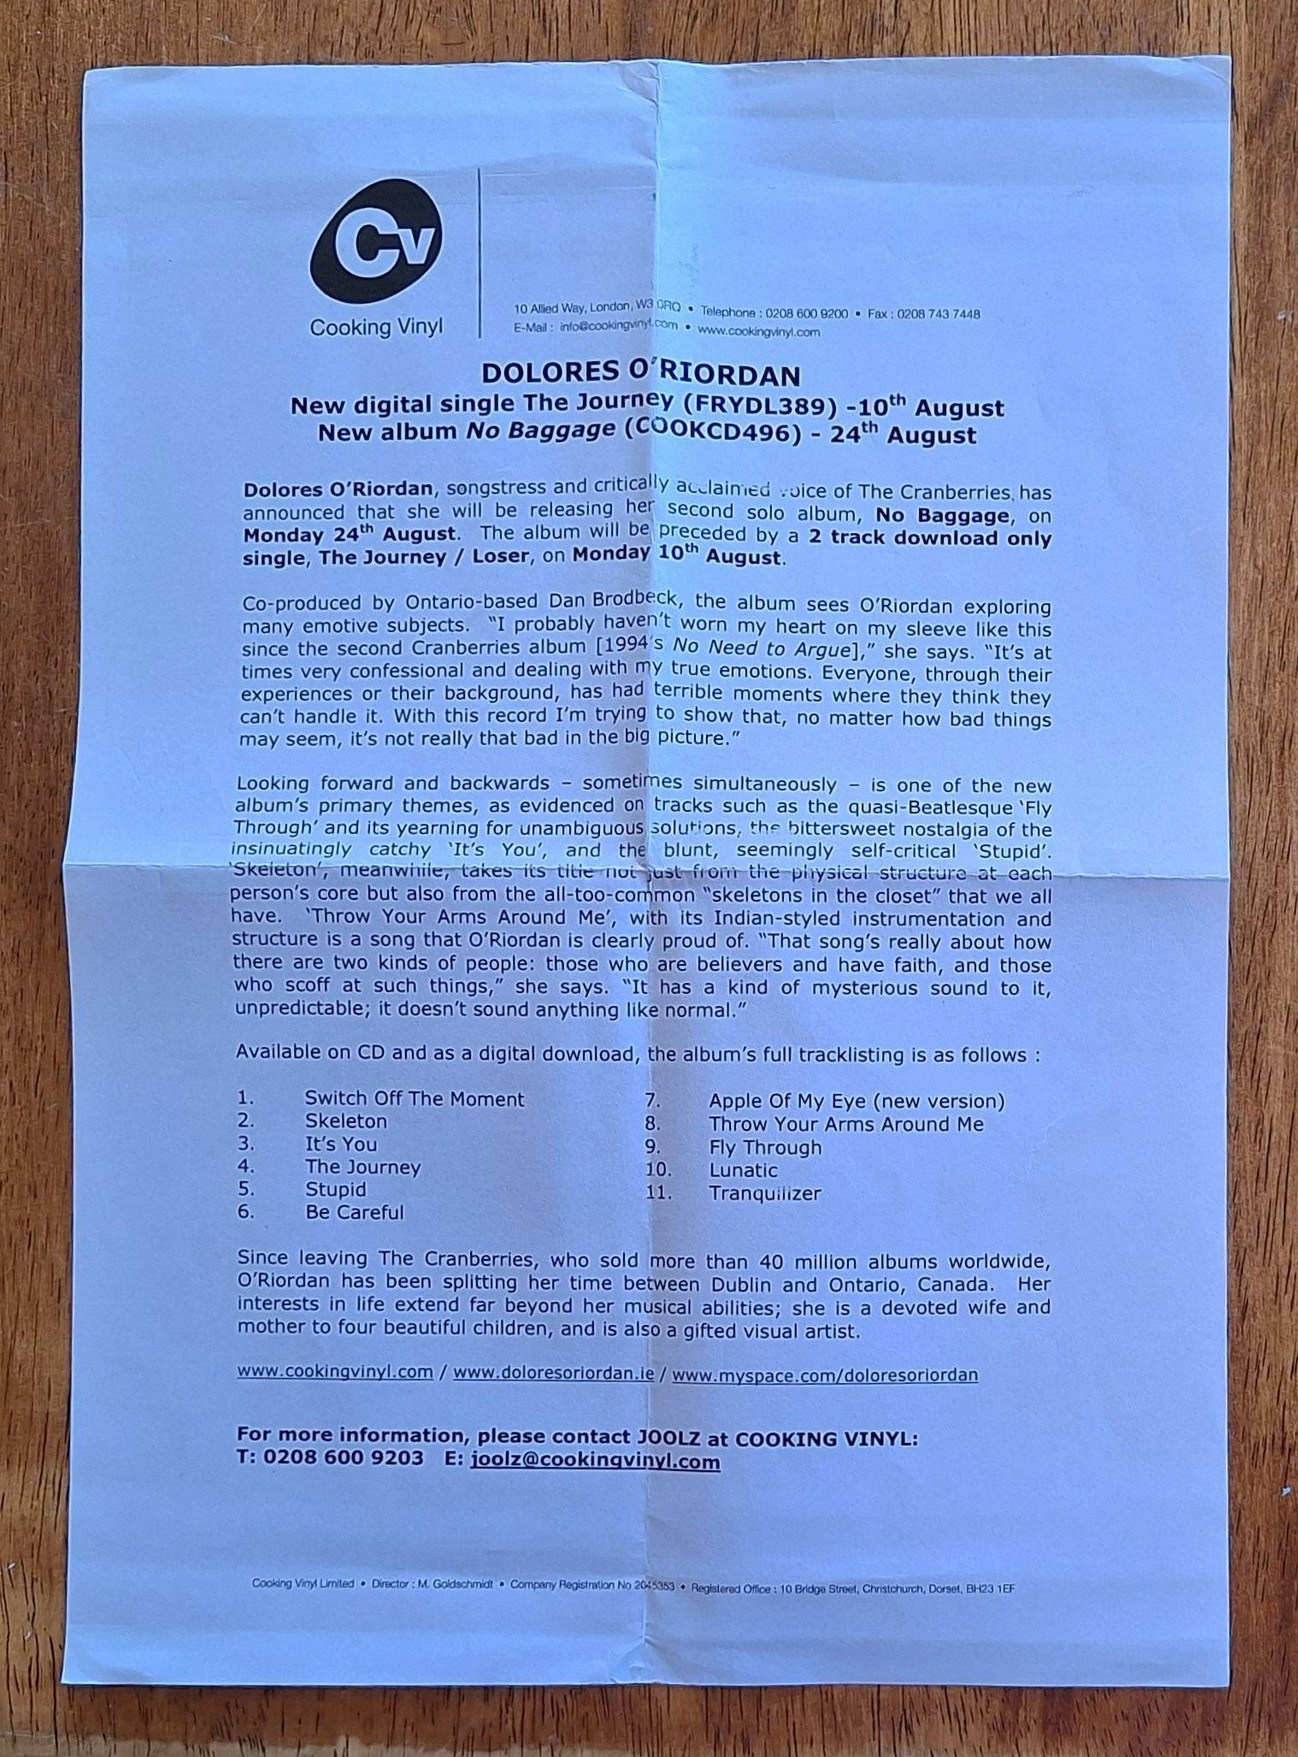 Cv
Cooking Vinyl
10 Allied Way, London, W3 0RQ • Telephone : 0208 600 9200 • Fax : 0208 743 7448
E-Mail : info@cookingvinyl.com • www.cookingvinyl.com
DOLORES O'RIORDAN
New digital single The Journey (FRYDL389) -10th August
New album No Baggage (COOKCD496) - 24th August
Dolores O'Riordan, songstress and critically acclaimed voice of The Cranberries, has
announced that she will be releasing her second solo album, No Baggage, on
Monday 24th August. The album will be preceded by a 2 track download only
single, The Journey / Loser, on Monday 10th August.
Co-produced by Ontario-based Dan Brodbeck, the album sees O'Riordan exploring
many emotive subjects. "I probably haven't worn my heart on my sleeve like this
since the second Cranberries album [1994's No Need to Argue]," she says. "It's at
times very confessional and dealing with my true emotions. Everyone, through their
experiences or their background, has had terrible moments where they think they
can't handle it. With this record I'm trying to show that, no matter how bad things
may seem, it's not really that bad in the big picture."
Looking forward and backwards – sometimes simultaneously – is one of the new
album's primary themes, as evidenced on tracks such as the quasi-Beatlesque 'Fly
Through' and its yearning for unambiguous solutions, the bittersweet nostalgia of the
insinuatingly catchy 'It's You', and the blunt, seemingly self-critical 'Stupid'.
'Skeleton', meanwhile, takes its title not just from the physical structure at each
person's core but also from the all-too-common "skeletons in the closet" that we all
have. 'Throw Your Arms Around Me', with its Indian-styled instrumentation and
structure is a song that O'Riordan is clearly proud of. "That song's really about how
there are two kinds of people: those who are believers and have faith, and those
who scoff at such things," she says. "It has a kind of mysterious sound to it,
unpredictable; it doesn't sound anything like normal."
Available on CD and as a digital download, the album's full tracklisting is as follows :
1. Switch Off The Moment
2. Skeleton
3. It's You
4. The Journey
5. Stupid
6. Be Careful
7. Apple Of My Eye (new version)
8. Throw Your Arms Around Me
9. Fly Through
10. Lunatic
11. Tranquilizer
Since leaving The Cranberries, who sold more than 40 million albums worldwide,
O'Riordan has been splitting her time between Dublin and Ontario, Canada. Her
interests in life extend far beyond her musical abilities; she is a devoted wife and
mother to four beautiful children, and is also a gifted visual artist.
www.cookingvinyl.com / www.doloresoriordan.ie / www.myspace.com/doloresoriordan
For more information, please contact JOOLZ at COOKING VINYL:
T: 0208 600 9203 E: joolz@cookingvinyl.com
Cooking Vinyl Limited • Director : M. Goldschmidt • Company Registration No 2045353 • Registered Office : 10 Bridge Street, Christchurch, Dorset, BH23 1EF